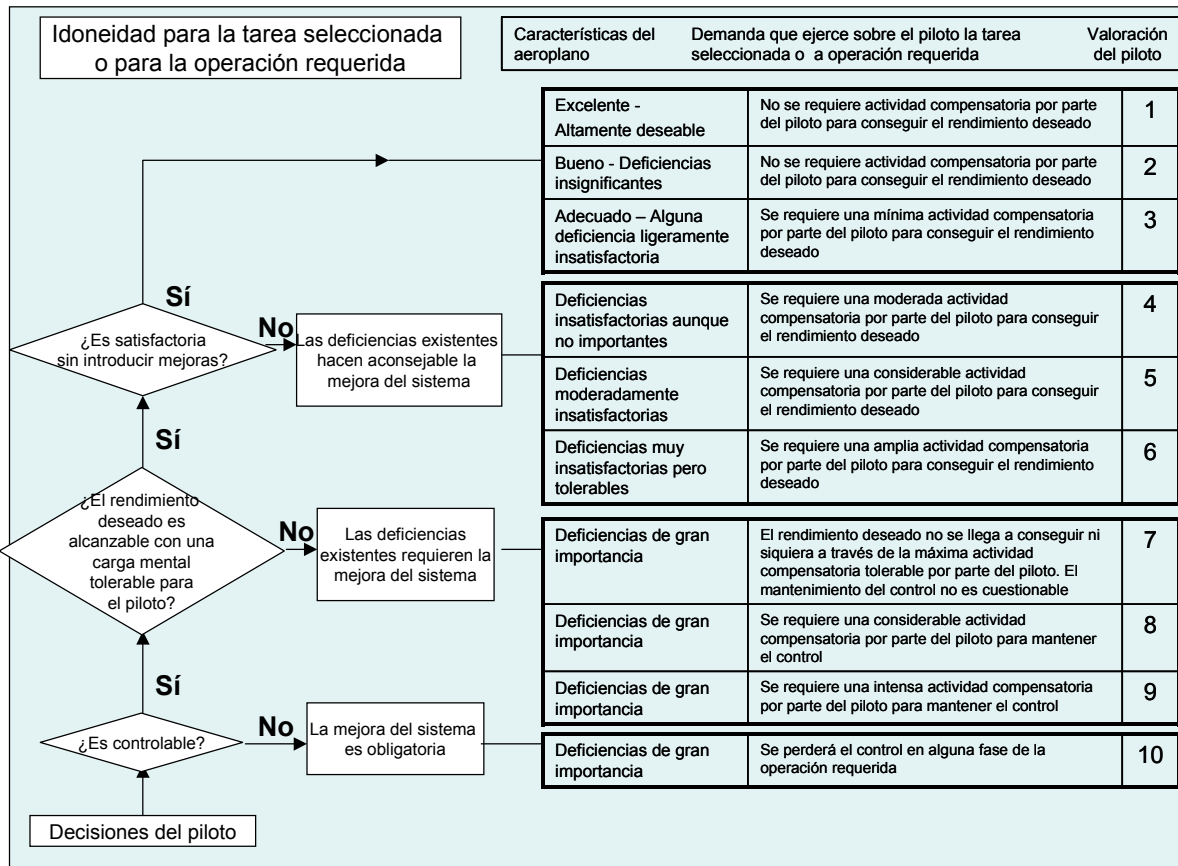 Idoneidad para la tarea seleccionada
o para la operación requerida
Características del
aeroplano
Demanda que ejerce sobre el piloto la tarea
seleccionada o  a operación requerida
Valoración
del piloto
Excelente -
Altamente deseable
No se requiere actividad compensatoria por parte
del piloto para conseguir el rendimiento deseado
1
Bueno - Deficiencias
insignificantes
No se requiere actividad compensatoria por parte
del piloto para conseguir el rendimiento deseado
2
Adecuado – Alguna
deficiencia ligeramente
insatisfactoria
Se requiere una mínima actividad compensatoria
por parte del piloto para conseguir el rendimiento
deseado
3
Sí
¿Es satisfactoria
sin introducir mejoras?
No
Las deficiencias existentes
hacen aconsejable la
mejora del sistema
Deficiencias
insatisfactorias aunque
no importantes
Se requiere una moderada actividad
compensatoria por parte del piloto para conseguir
el rendimiento deseado
4
Deficiencias
moderadamente
insatisfactorias
Se requiere una considerable actividad
compensatoria por parte del piloto para conseguir
el rendimiento deseado
5
Deficiencias muy
insatisfactorias pero
tolerables
Se requiere una amplia actividad compensatoria
por parte del piloto para conseguir el rendimiento
deseado
6
Sí
¿El rendimiento
deseado es
alcanzable con una
carga mental
tolerable para
el piloto?
No
Las deficiencias
existentes requieren la
mejora del sistema
Deficiencias de gran
importancia
El rendimiento deseado no se llega a conseguir ni
siquiera a través de la máxima actividad
compensatoria tolerable por parte del piloto. El
mantenimiento del control no es cuestionable
7
Deficiencias de gran
importancia
Se requiere una considerable actividad
compensatoria por parte del piloto para mantener
el control
8
Deficiencias de gran
importancia
Se requiere una intensa actividad compensatoria
por parte del piloto para mantener el control
9
Sí
¿Es controlable?
No
La mejora del sistema
es obligatoria
Deficiencias de gran
importancia
Se perderá el control en alguna fase de la
operación requerida
10
Decisiones del piloto